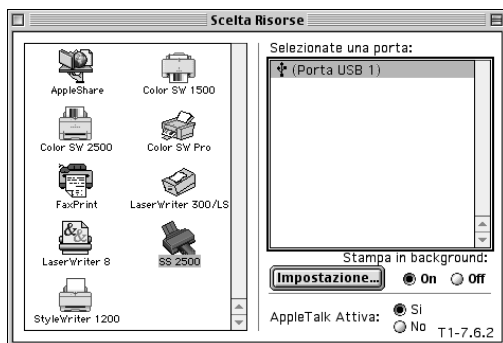 Scelta Risorse
AppleShare
Color SW 1500
Color SW 2500
Color SW Pro
FaxPrint
LaserWriter 300/LS
LaserWriter 8
SS 2500
StyleWriter 1200
Selezionate una porta:
(Porta USB 1)
Stampa in background:
Impostazione... On Off
AppleTalk Attiva: Si
No
T1-7.6.2